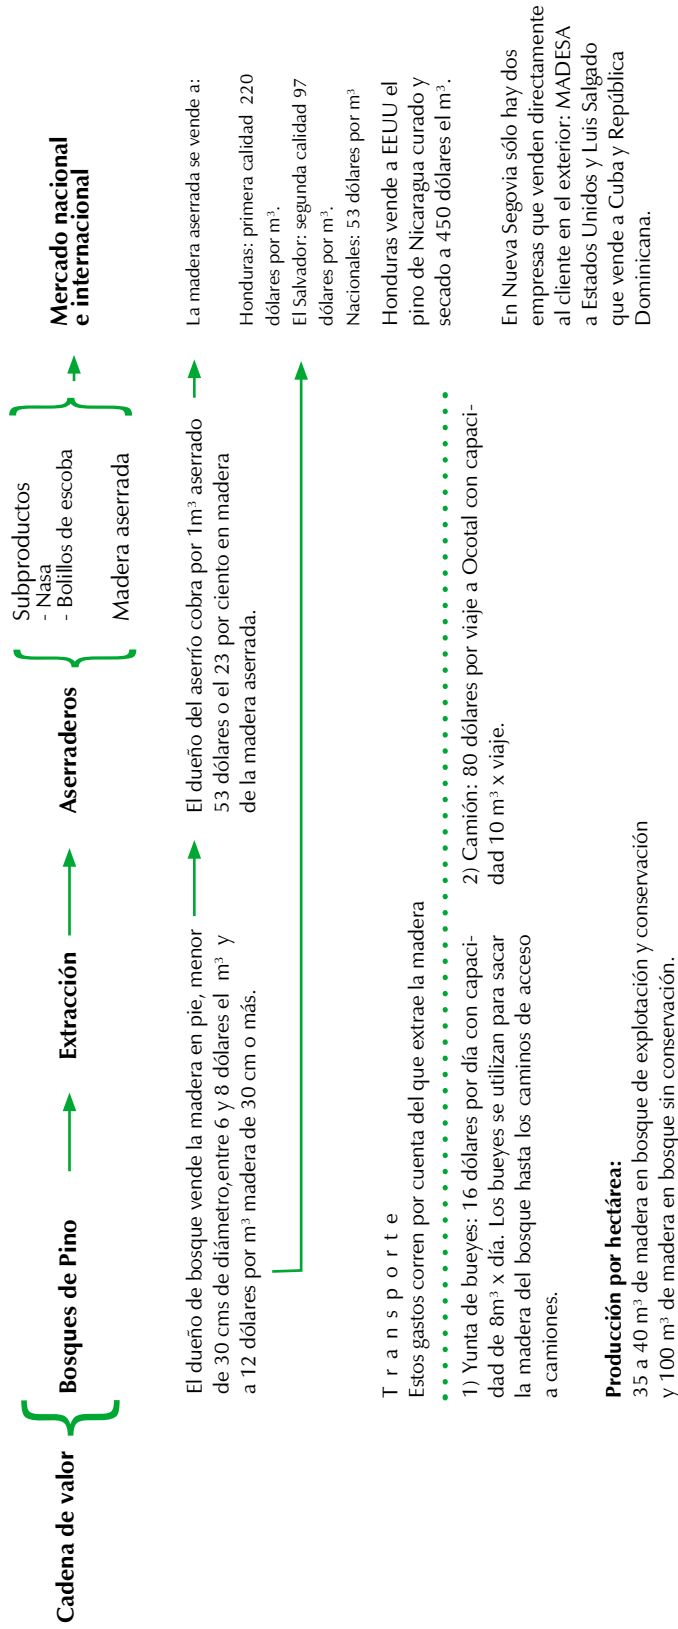 Cadena de valor
Bosques de Pino
Extracción
Aserraderos
Subproductos
- Nasa
- Bolillos de escoba
Madera aserrada
Mercado nacional
e internacional
El dueño de bosque vende la madera en pie, menor
de 30 cms de diámetro,entre 6 y 8 dólares el m³ y
a 12 dólares por m³ madera de 30 cm o más.
El dueño del aserrío cobra por 1m³ aserrado
53 dólares o el 23 por ciento en madera
de la madera aserrada.
La madera aserrada se vende a:
Honduras: primera calidad 220
dólares por m³.
El Salvador: segunda calidad 97
dólares por m³.
Nacionales: 53 dólares por m³
Honduras vende a EEUU el
pino de Nicaragua curado y
secado a 450 dólares el m³.
En Nueva Segovia sólo hay dos
empresas que venden directamente
al cliente en el exterior: MADESA
a Estados Unidos y Luis Salgado
que vende a Cuba y República
Dominicana.
T r a n s p o r t e
Estos gastos corren por cuenta del que extrae la madera
1) Yunta de bueyes: 16 dólares por día con capaci-
dad de 8m³ x día. Los bueyes se utilizan para sacar
la madera del bosque hasta los caminos de acceso
a camiones.
2) Camión: 80 dólares por viaje a Ocotal con capaci-
dad 10 m³ x viaje.
Producción por hectárea:
35 a 40 m³ de madera en bosque de explotación y conservación
y 100 m³ de madera en bosque sin conservación.